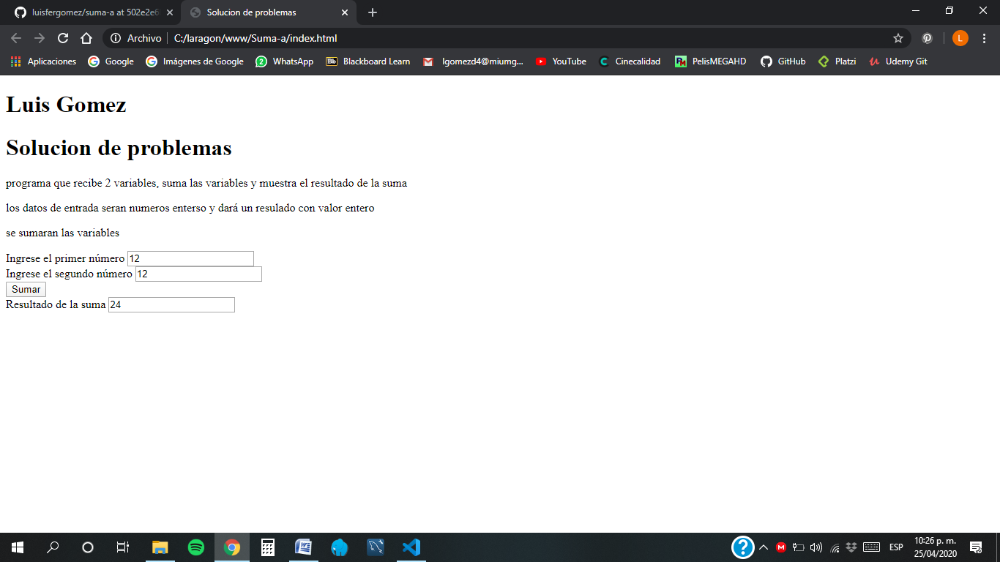 luisfergomez/suma-a at 502e2e6
Solucion de problemas
Archivo
C:/laragon/www/Suma-a/index.html
L
Aplicaciones
Google
Imágenes de Google
2
WhatsApp
Bb
Blackboard Learn
lgomezd4@miumg...
YouTube
C
Cinecalidad
PelisMEGAHD
GitHub
Platzi
Udemy Git
Luis Gomez
Solucion de problemas
programa que recibe 2 variables, suma las variables y muestra el resultado de la suma
los datos de entrada seran numeros enterso y dará un resulado con valor entero
se sumaran las variables
Ingrese el primer número 12
Ingrese el segundo número 12
Sumar
Resultado de la suma 24
ESP
10:26 p. m.
25/04/2020